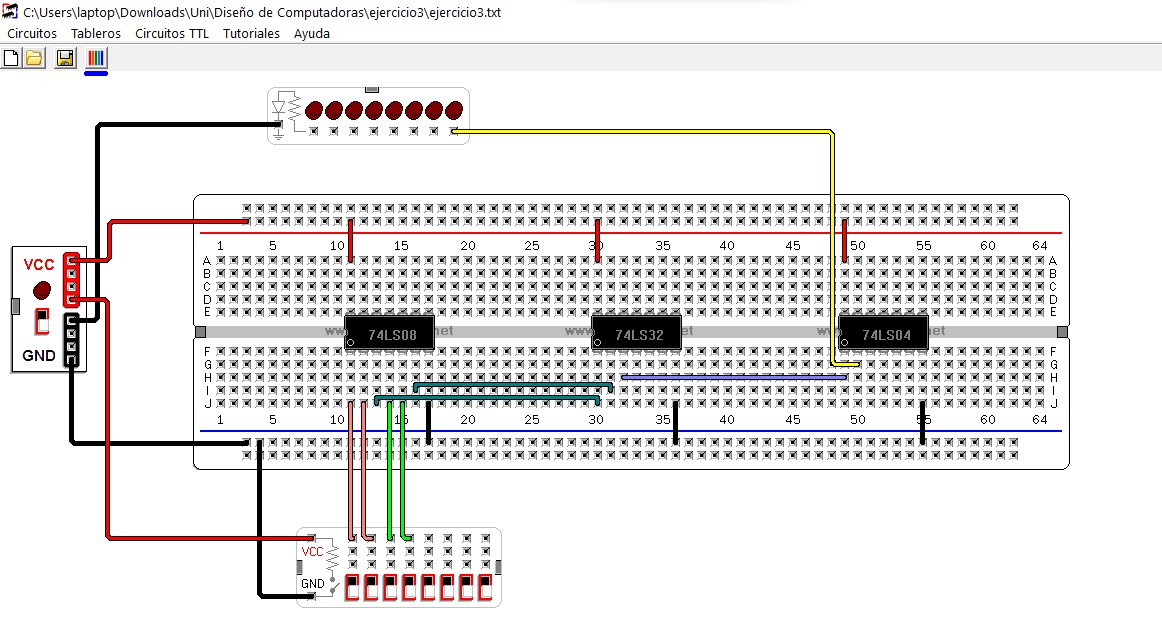 C:\Users\laptop\Downloads\Uni\Diseño de Computadoras\ejercicio3\ejercicio3.txt
Circuitos Tableros Circuitos TTL Tutoriales Ayuda
1 5 10 15 20 25 30 35 40 45 50 55 60 64
VCC
GND
A A
B B
C C
D D
E E
74LS08
74LS32
74LS04
F F
G G
H H
I I
J J
1 5 10 15 20 25 30 35 40 45 50 55 60 64
VCC
GND